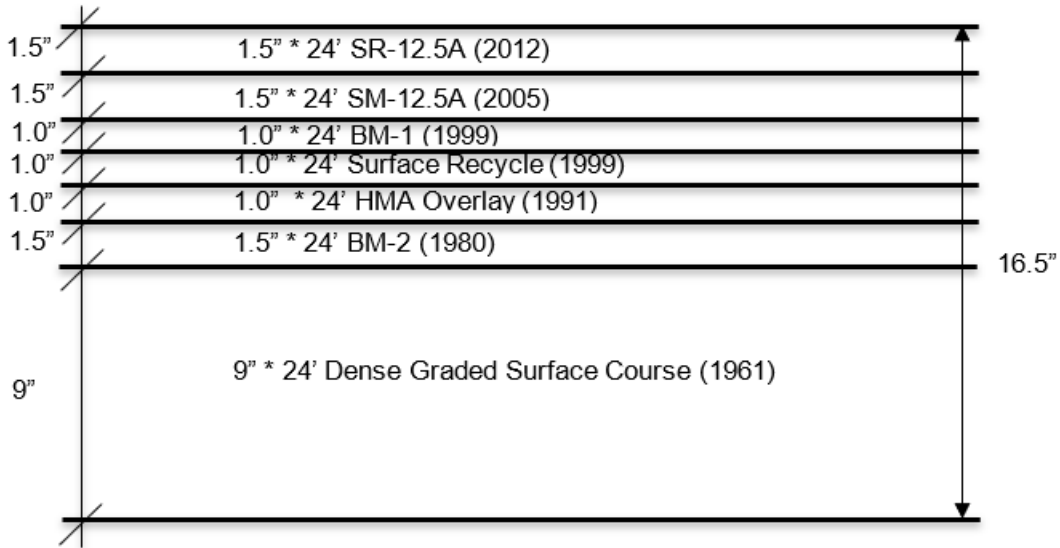 1.5” 1.5” * 24’ SR-12.5A (2012)
1.5” 1.5” * 24’ SM-12.5A (2005)
1.0” 1.0” * 24’ BM-1 (1999)
1.0” 1.0” * 24’ Surface Recycle (1999)
1.0” 1.0” * 24’ HMA Overlay (1991)
1.5” 1.5” * 24’ BM-2 (1980)
16.5”
9” 9” * 24’ Dense Graded Surface Course (1961)